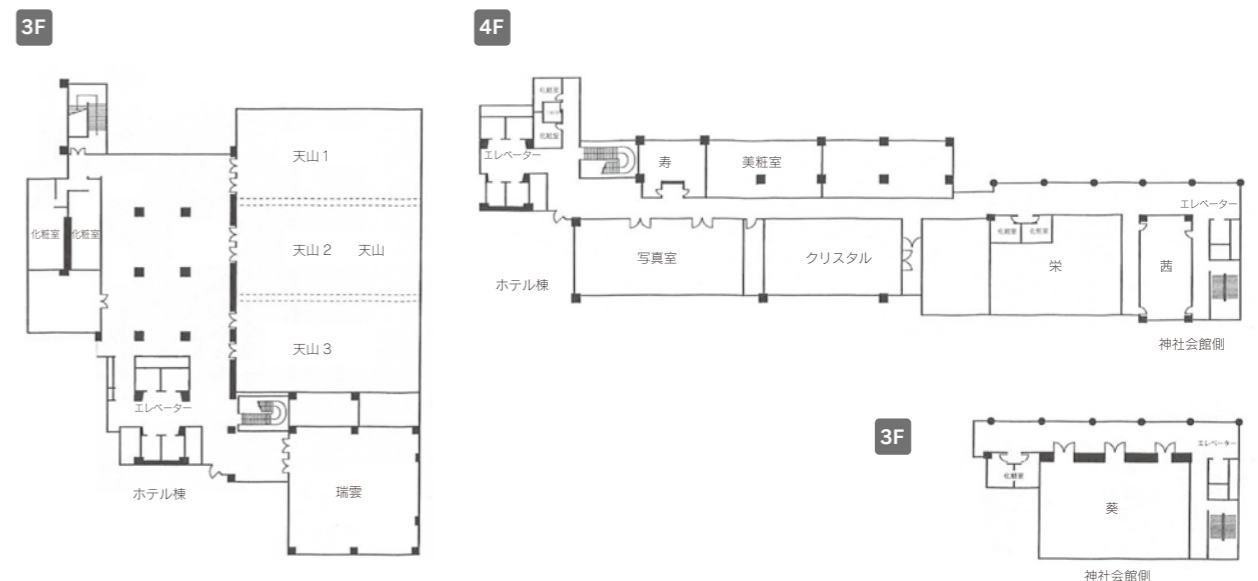 3F
天山 1
化粧室
化粧室
天山 2
天山
天山 3
エレベーター
ホテル棟
瑞雲
4F
化粧室
化粧室
エレベーター
寿
美粧室
エレベーター
写真室
クリスタル
化粧室
化粧室
栄
茜
ホテル棟
神社会館側
3F
エレベーター
化粧室
葵
神社会館側